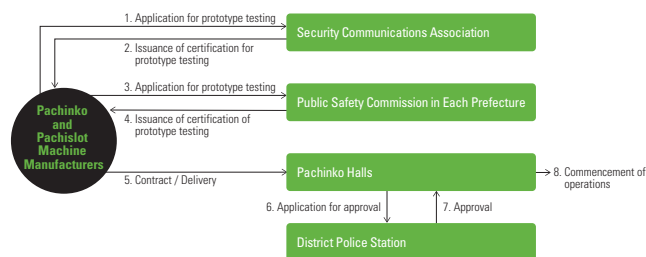 1. Application for prototype testing
Security Communications Association
2. Issuance of certification for
prototype testing
3. Application for prototype testing
Public Safety Commission in Each Prefecture
4. Issuance of certification of
prototype testing
Pachinko
and
Pachislot
Machine
Manufacturers
5. Contract / Delivery
Pachinko Halls
8. Commencement of
operations
6. Application for approval
7. Approval
District Police Station